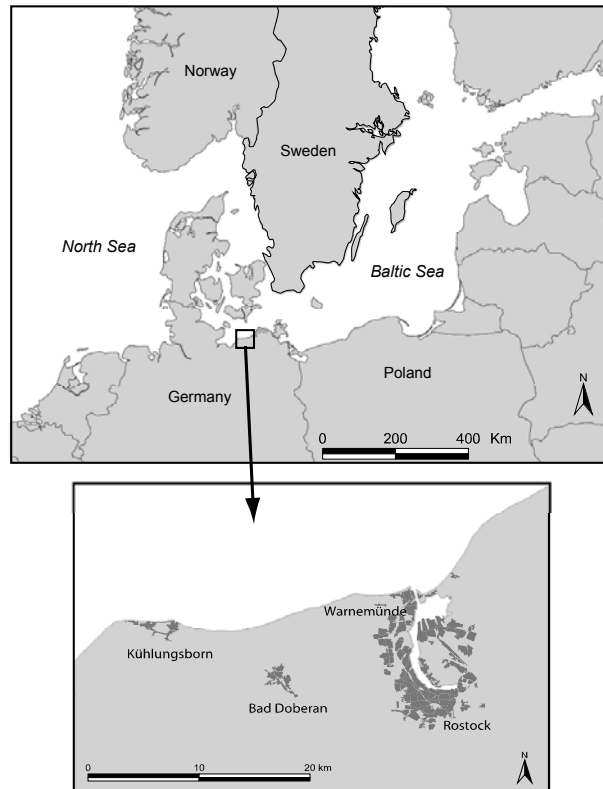 Norway
Sweden
North Sea
Baltic Sea
Germany
Poland
N
0 200 400 Km
Warnemünde
Kühlungsborn
Bad Doberan
Rostock
0 10 20 km
N